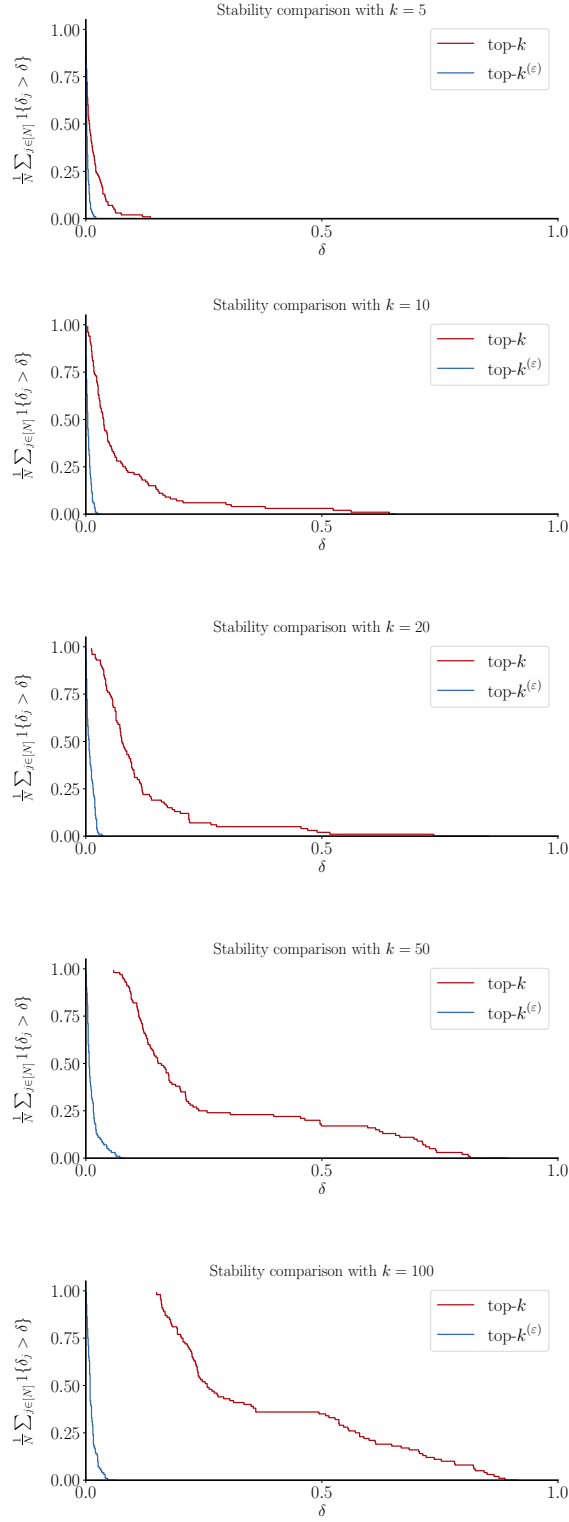 Stability comparison with k = 5
1.00
0.75
0.50
0.25
0.00
1/N ∑_{j∈[N]} 1{δ_j > δ}
0.0 0.5 1.0
δ
top-k
top-k^(ε)
Stability comparison with k = 10
1.00
0.75
0.50
0.25
0.00
1/N ∑_{j∈[N]} 1{δ_j > δ}
0.0 0.5 1.0
δ
top-k
top-k^(ε)
Stability comparison with k = 20
1.00
0.75
0.50
0.25
0.00
1/N ∑_{j∈[N]} 1{δ_j > δ}
0.0 0.5 1.0
δ
top-k
top-k^(ε)
Stability comparison with k = 50
1.00
0.75
0.50
0.25
0.00
1/N ∑_{j∈[N]} 1{δ_j > δ}
0.0 0.5 1.0
δ
top-k
top-k^(ε)
Stability comparison with k = 100
1.00
0.75
0.50
0.25
0.00
1/N ∑_{j∈[N]} 1{δ_j > δ}
0.0 0.5 1.0
δ
top-k
top-k^(ε)